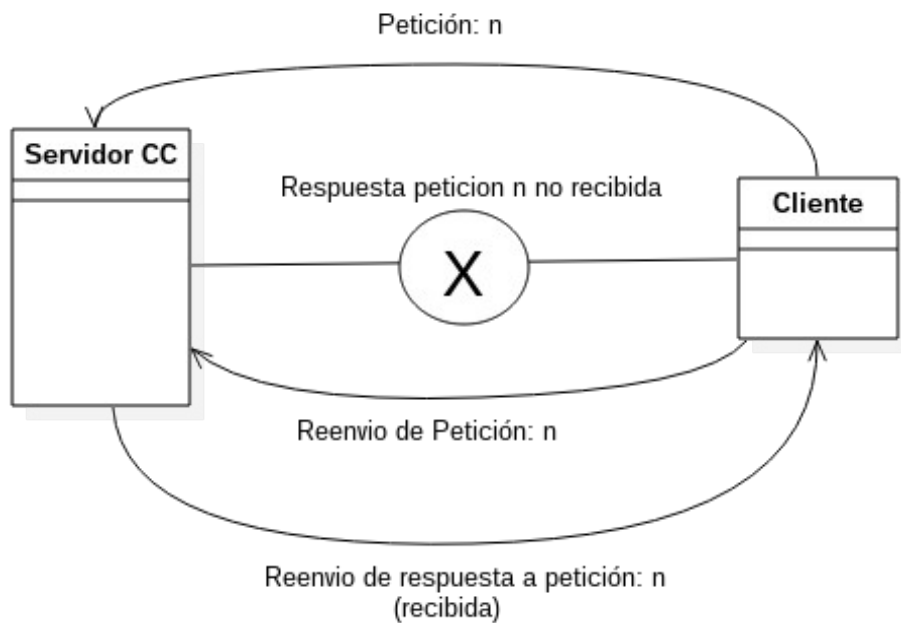 Petición: n
Servidor CC
Respuesta peticion n no recibida
Cliente
X
Reenvio de Petición: n
Reenvio de respuesta a petición: n
(recibida)